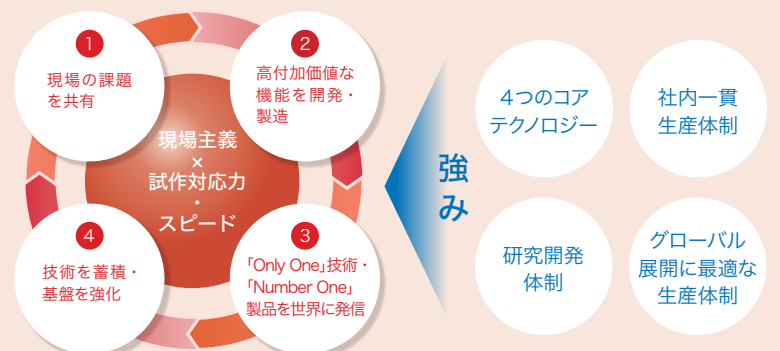 1
現場の課題
を共有
2
高付加価値な
機能を開発・
製造
現場主義
×
試作対応力
・
スピード
3
「Only One」技術・
「Number One」
製品を世界に発信
4
技術を蓄積・
基盤を強化
強み
4つのコア
テクノロジー
社内一貫
生産体制
研究開発
体制
グローバル
展開に最適な
生産体制